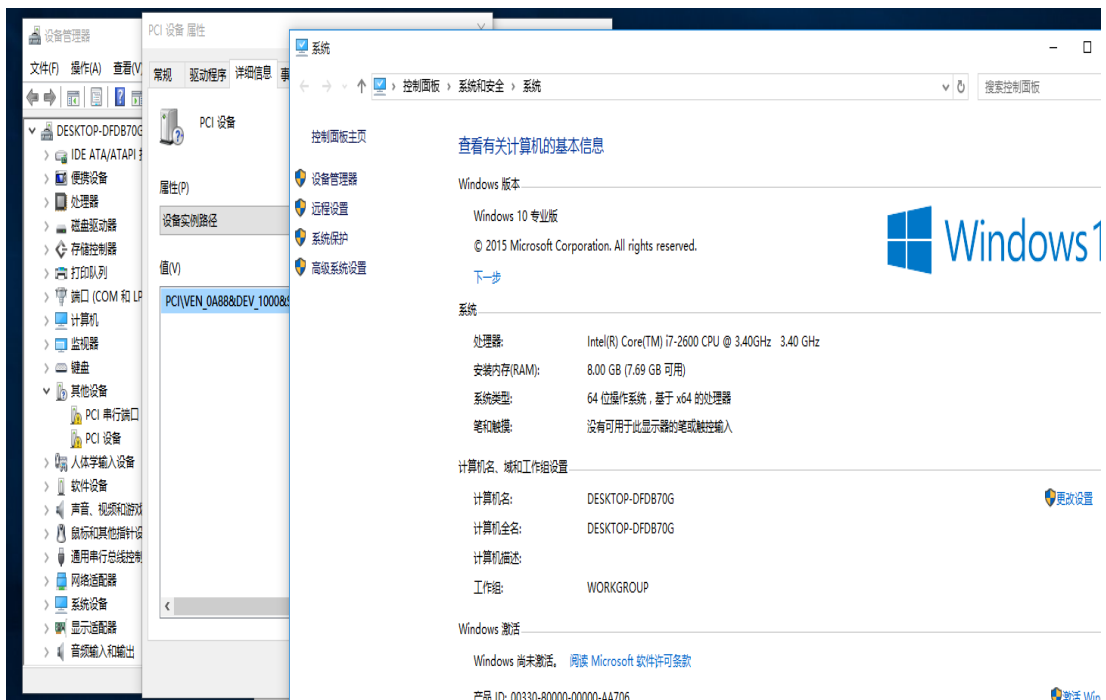 设备管理器
文件(F) 操作(A) 查看(V
DESKTOP-DFDB70G
IDE ATA/ATAPI
便携设备
处理器
磁盘驱动器
存储控制器
打印队列
端口 (COM 和 LP
计算机
监视器
键盘
其他设备
PCI 串行端口
PCI 设备
人体学输入设备
软件设备
声音、视频和游戏
鼠标和其他指针设
通用串行总线控制
网络适配器
系统设备
显示适配器
音频输入和输出
PCI 设备 属性
常规 驱动程序 详细信息 事
PCI 设备
属性(P)
设备实例路径
值(V)
PCI\VEN_0A88&DEV_1000&S
系统
控制面板 › 系统和安全 › 系统
搜索控制面板
控制面板主页
设备管理器
远程设置
系统保护
高级系统设置
查看有关计算机的基本信息
Windows 版本
Windows 10 专业版
© 2015 Microsoft Corporation. All rights reserved.
下一步
Windows 1
系统
处理器: Intel(R) Core(TM) i7-2600 CPU @ 3.40GHz 3.40 GHz
安装内存(RAM): 8.00 GB (7.69 GB 可用)
系统类型: 64 位操作系统，基于 x64 的处理器
笔和触摸: 没有可用于此显示器的笔或触控输入
计算机名、域和工作组设置
计算机名: DESKTOP-DFDB70G 更改设置
计算机全名: DESKTOP-DFDB70G
计算机描述:
工作组: WORKGROUP
Windows 激活
Windows 尚未激活。 阅读 Microsoft 软件许可条款
产品 ID: 00330-80000-00000-AA706 激活 Win